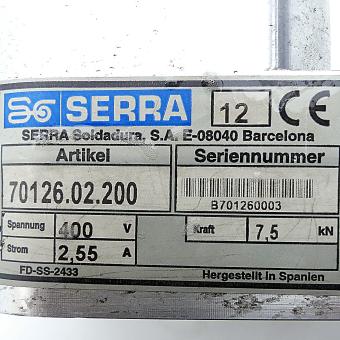 SERRA 12 CE
SERRA Soldadura, S.A. E-08040 Barcelona
Artikel Seriennummer
70126.02.200 B701260003
Spannung 400 V Kraft 7,5 kN
Strom 2,55 A
FD-SS-2433 Hergestellt in Spanien